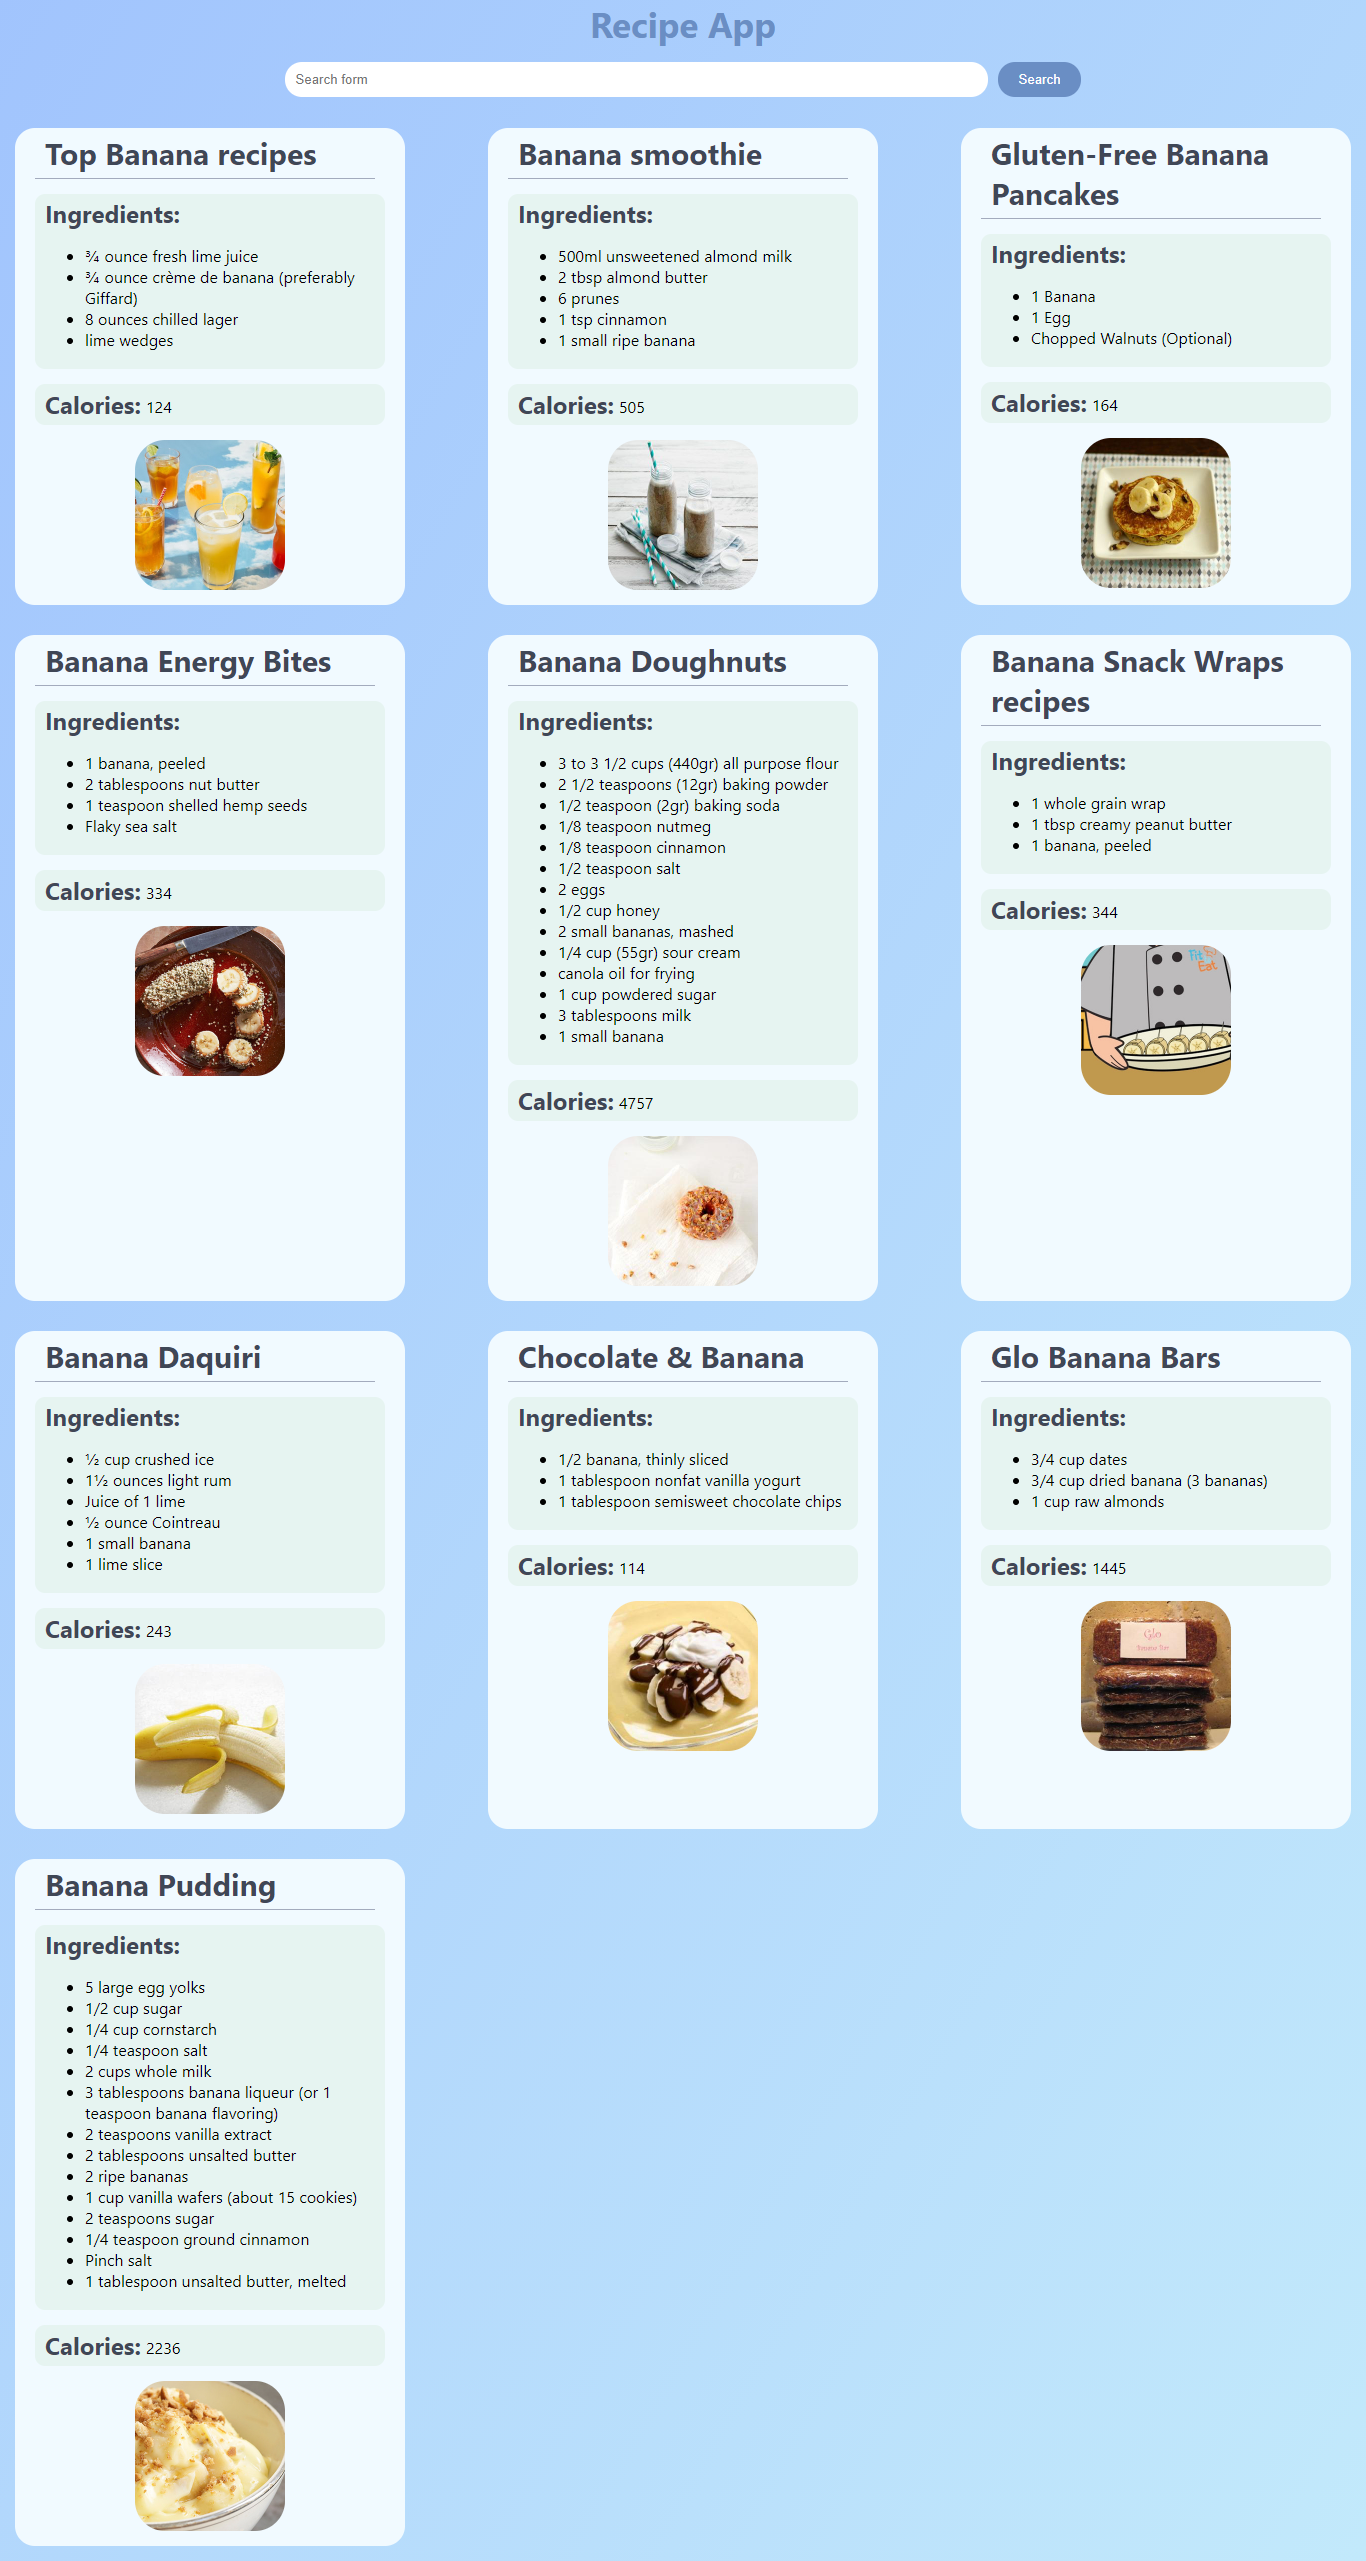 Recipe App
Search form
Search
Top Banana recipes
Ingredients:
¾ ounce fresh lime juice
¾ ounce crème de banana (preferably
Giffard)
8 ounces chilled lager
lime wedges
Calories: 124
Banana smoothie
Ingredients:
500ml unsweetened almond milk
2 tbsp almond butter
6 prunes
1 tsp cinnamon
1 small ripe banana
Calories: 505
Gluten-Free Banana
Pancakes
Ingredients:
1 Banana
1 Egg
Chopped Walnuts (Optional)
Calories: 164
Banana Energy Bites
Ingredients:
1 banana, peeled
2 tablespoons nut butter
1 teaspoon shelled hemp seeds
Flaky sea salt
Calories: 334
Banana Doughnuts
Ingredients:
3 to 3 1/2 cups (440gr) all purpose flour
2 1/2 teaspoons (12gr) baking powder
1/2 teaspoon (2gr) baking soda
1/8 teaspoon nutmeg
1/8 teaspoon cinnamon
1/2 teaspoon salt
2 eggs
1/2 cup honey
2 small bananas, mashed
1/4 cup (55gr) sour cream
canola oil for frying
1 cup powdered sugar
3 tablespoons milk
1 small banana
Calories: 4757
Banana Snack Wraps
recipes
Ingredients:
1 whole grain wrap
1 tbsp creamy peanut butter
1 banana, peeled
Calories: 344
Fit
Eat
Banana Daquiri
Ingredients:
½ cup crushed ice
1½ ounces light rum
Juice of 1 lime
½ ounce Cointreau
1 small banana
1 lime slice
Calories: 243
Chocolate & Banana
Ingredients:
1/2 banana, thinly sliced
1 tablespoon nonfat vanilla yogurt
1 tablespoon semisweet chocolate chips
Calories: 114
Glo Banana Bars
Ingredients:
3/4 cup dates
3/4 cup dried banana (3 bananas)
1 cup raw almonds
Calories: 1445
Glo
Banana Bar
Banana Pudding
Ingredients:
5 large egg yolks
1/2 cup sugar
1/4 cup cornstarch
1/4 teaspoon salt
2 cups whole milk
3 tablespoons banana liqueur (or 1
teaspoon banana flavoring)
2 teaspoons vanilla extract
2 tablespoons unsalted butter
2 ripe bananas
1 cup vanilla wafers (about 15 cookies)
2 teaspoons sugar
1/4 teaspoon ground cinnamon
Pinch salt
1 tablespoon unsalted butter, melted
Calories: 2236